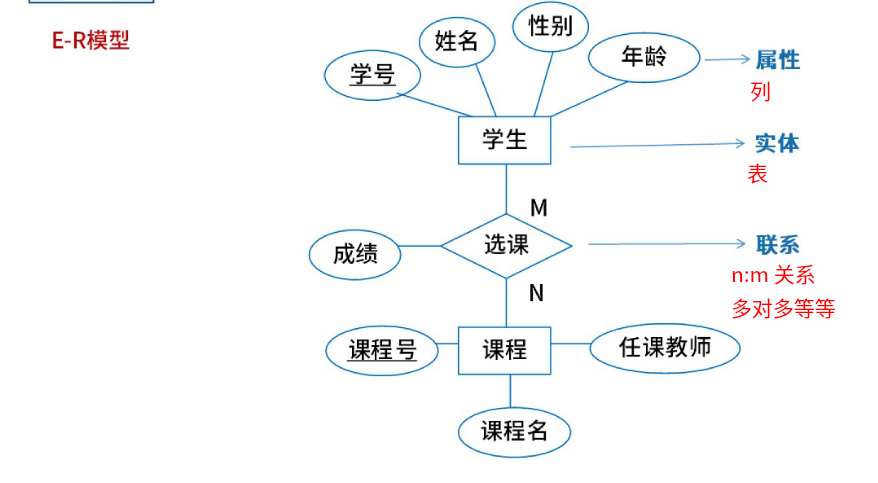 E-R模型
学号
姓名
性别
年龄
属性
列
学生
实体
表
M
成绩
选课
联系
n:m 关系
多对多等等
N
课程号
课程
任课教师
课程名